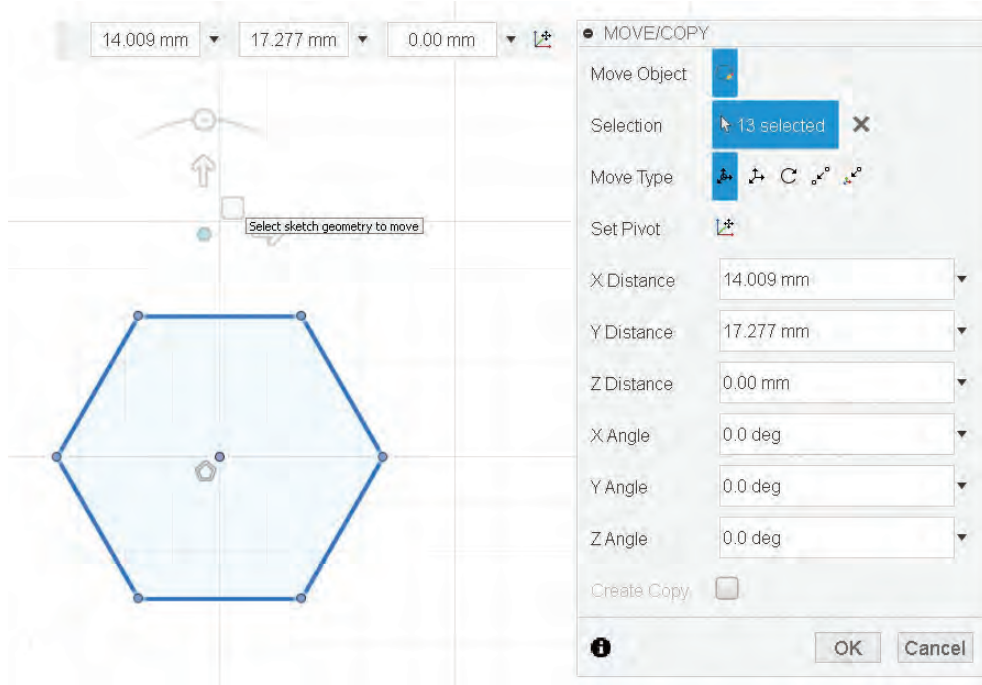 14.009 mm 17.277 mm 0.00 mm
MOVE/COPY
Move Object
Selection 13 selected
Move Type
Set Pivot
X Distance 14.009 mm
Y Distance 17.277 mm
Z Distance 0.00 mm
X Angle 0.0 deg
Y Angle 0.0 deg
Z Angle 0.0 deg
Create Copy
OK Cancel
Select sketch geometry to move